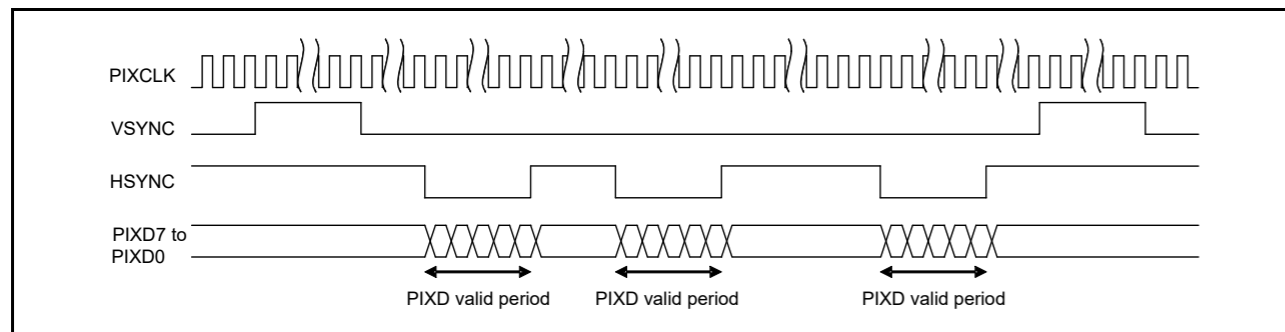 PIXCLK
VSYNC
HSYNC
PIXD7 to
PIXD0
PIXD valid period PIXD valid period PIXD valid period